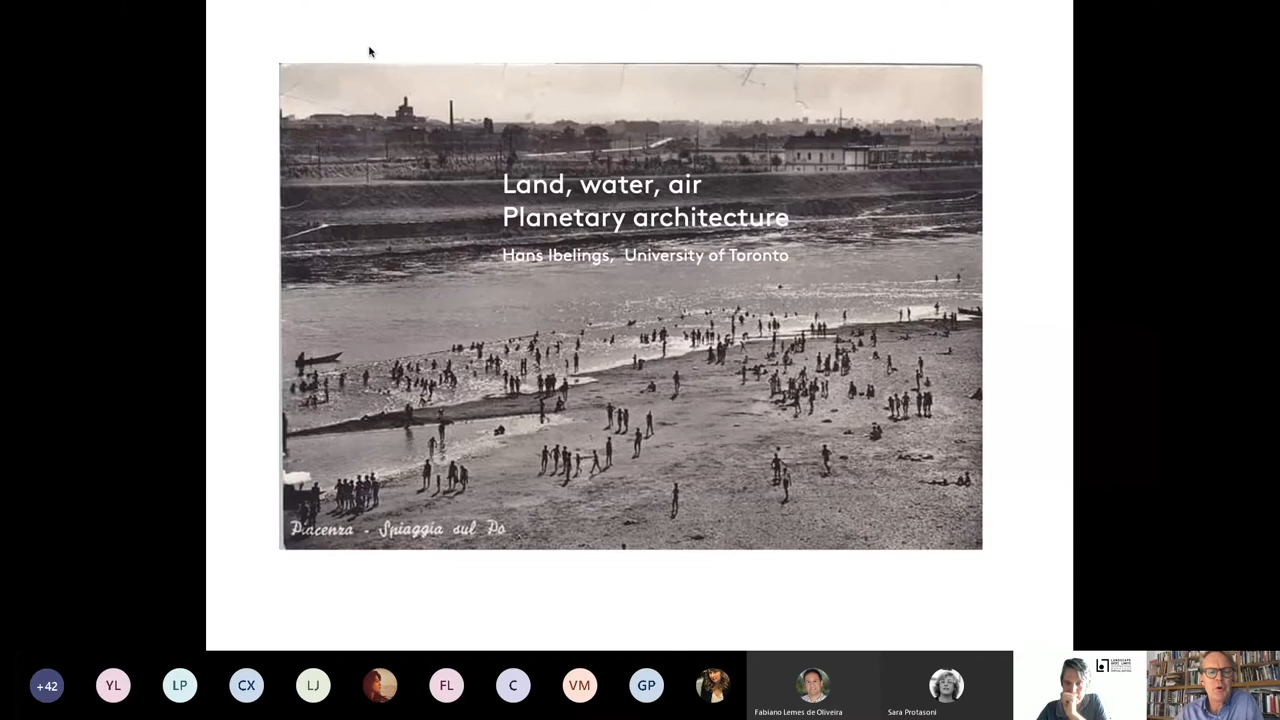 Land, water, air
Planetary architecture
Hans Ibelings, University of Toronto
Piacenza - Spiaggia sul Po
+42
YL
LP
CX
LJ
FL
C
VM
GP
Fabiano Lemes de Oliveira
Sara Protasoni